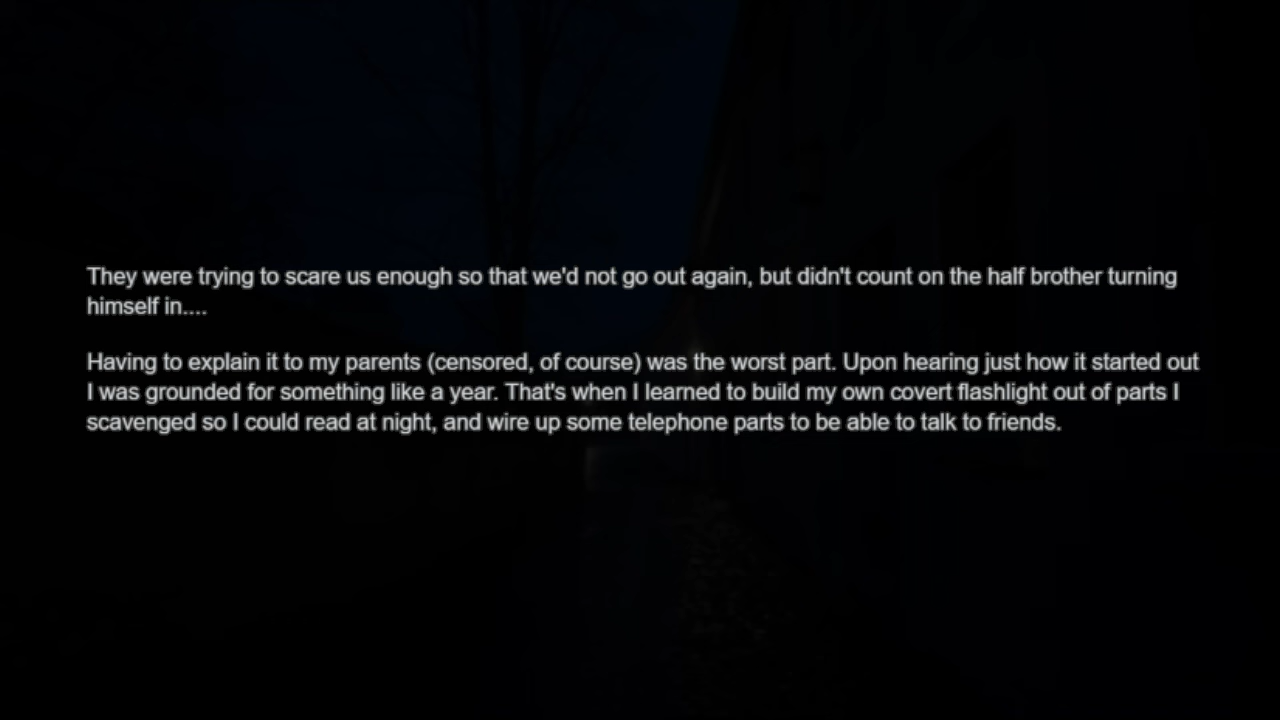 They were trying to scare us enough so that we'd not go out again, but didn't count on the half brother turning
himself in....
Having to explain it to my parents (censored, of course) was the worst part. Upon hearing just how it started out
I was grounded for something like a year. That's when I learned to build my own covert flashlight out of parts I
scavenged so I could read at night, and wire up some telephone parts to be able to talk to friends.